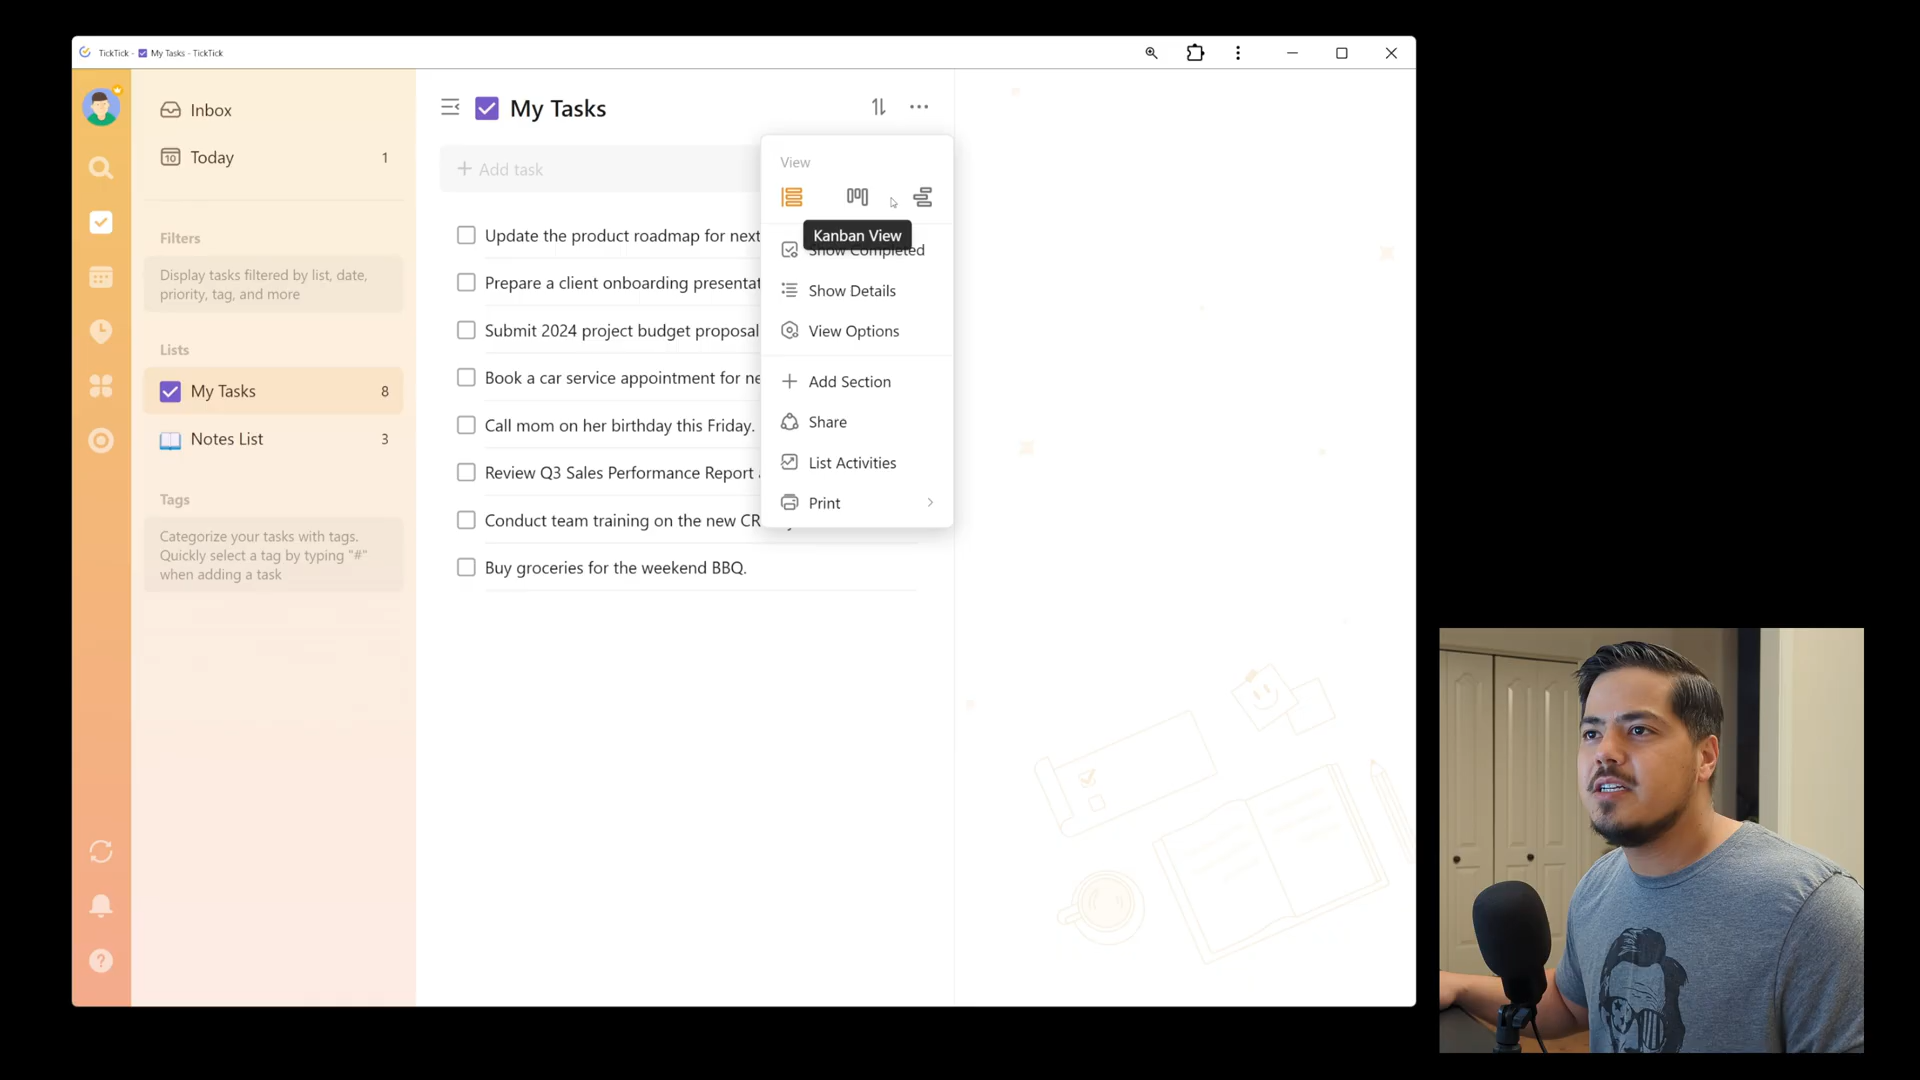 TickTick - My Tasks - TickTick
Inbox
10 Today 1
Filters
Display tasks filtered by list, date,
priority, tag, and more
Lists
My Tasks 8
Notes List 3
Tags
Categorize your tasks with tags.
Quickly select a tag by typing "#"
when adding a task
My Tasks
+ Add task
Update the product roadmap for next
Prepare a client onboarding
Submit 2024 project budget proposal
Book a car service appointment for
Call mom on her birthday this Friday.
Review Q3 Sales Performance Report
Conduct team training on the new
Buy groceries for the weekend BBQ.
View
Kanban View
Show Completed
Show Details
View Options
Add Section
Share
List Activities
Print